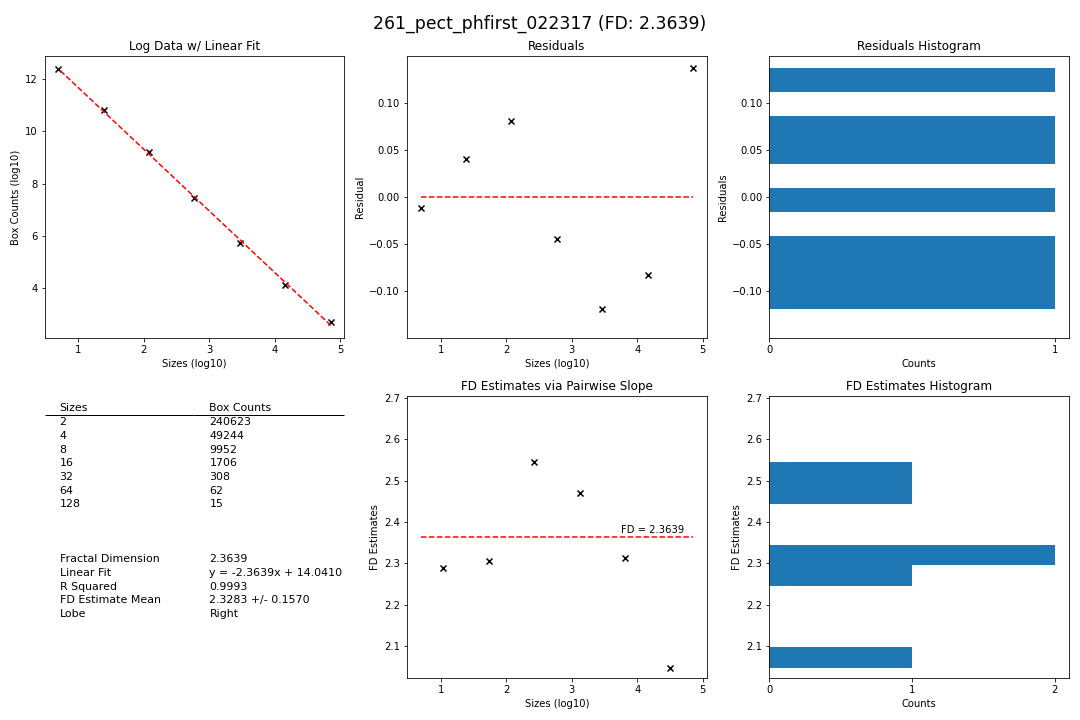 261_pect_phfirst_022317 (FD: 2.3639)
Log Data w/ Linear Fit
Box Counts (log10)
12
10
8
6
4
1 2 3 4 5
Sizes (log10)
Residuals
Residual
0.10
0.05
0.00
−0.05
−0.10
1 2 3 4 5
Sizes (log10)
Residuals Histogram
Residuals
0.10
0.05
0.00
−0.05
−0.10
0 1
Counts
Sizes Box Counts
2 240623
4 49244
8 9952
16 1706
32 308
64 62
128 15
Fractal Dimension 2.3639
Linear Fit y = -2.3639x + 14.0410
R Squared 0.9993
FD Estimate Mean 2.3283 +/- 0.1570
Lobe Right
FD Estimates via Pairwise Slope
FD Estimates
2.7
2.6
2.5
2.4
2.3
2.2
2.1
FD = 2.3639
1 2 3 4 5
Sizes (log10)
FD Estimates Histogram
FD Estimates
2.7
2.6
2.5
2.4
2.3
2.2
2.1
0 1 2
Counts